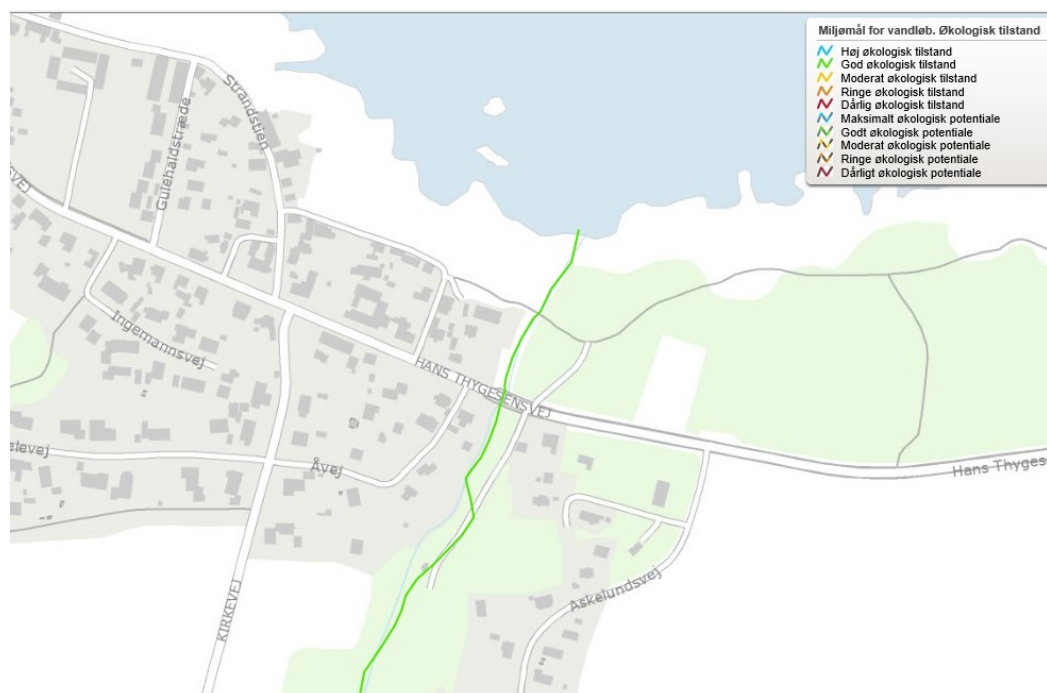 Miljømål for vandløb. Økologisk tilstand
Høj økologisk tilstand
God økologisk tilstand
Moderat økologisk tilstand
Ringe økologisk tilstand
Dårlig økologisk tilstand
Maksimalt økologisk potentiale
Godt økologisk potentiale
Moderat økologisk potentiale
Ringe økologisk potentiale
Dårligt økologisk potentiale
Strandstien
Gulehaldstræde
SVEJ
Ingemannsvej
HANS THYGESENSVEJ
elevej
Åvej
Hans Thyges
KIRKEVEJ
Askelundsvej